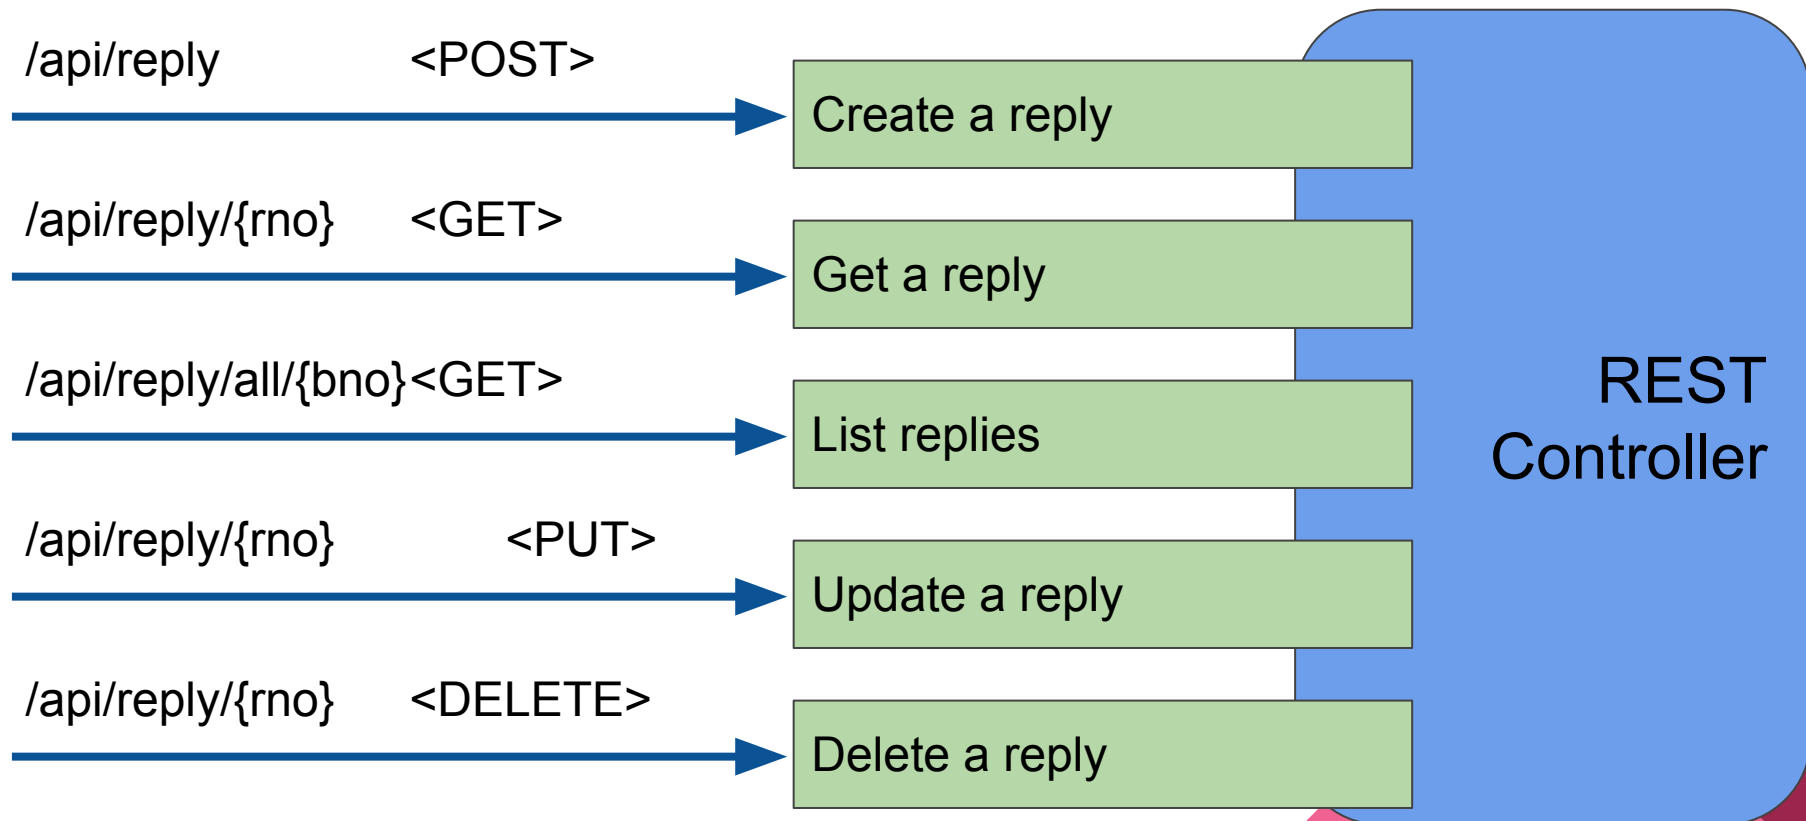 /api/reply <POST>
Create a reply
/api/reply/{rno} <GET>
Get a reply
/api/reply/all/{bno}<GET>
List replies
/api/reply/{rno} <PUT>
Update a reply
/api/reply/{rno} <DELETE>
Delete a reply
REST
Controller